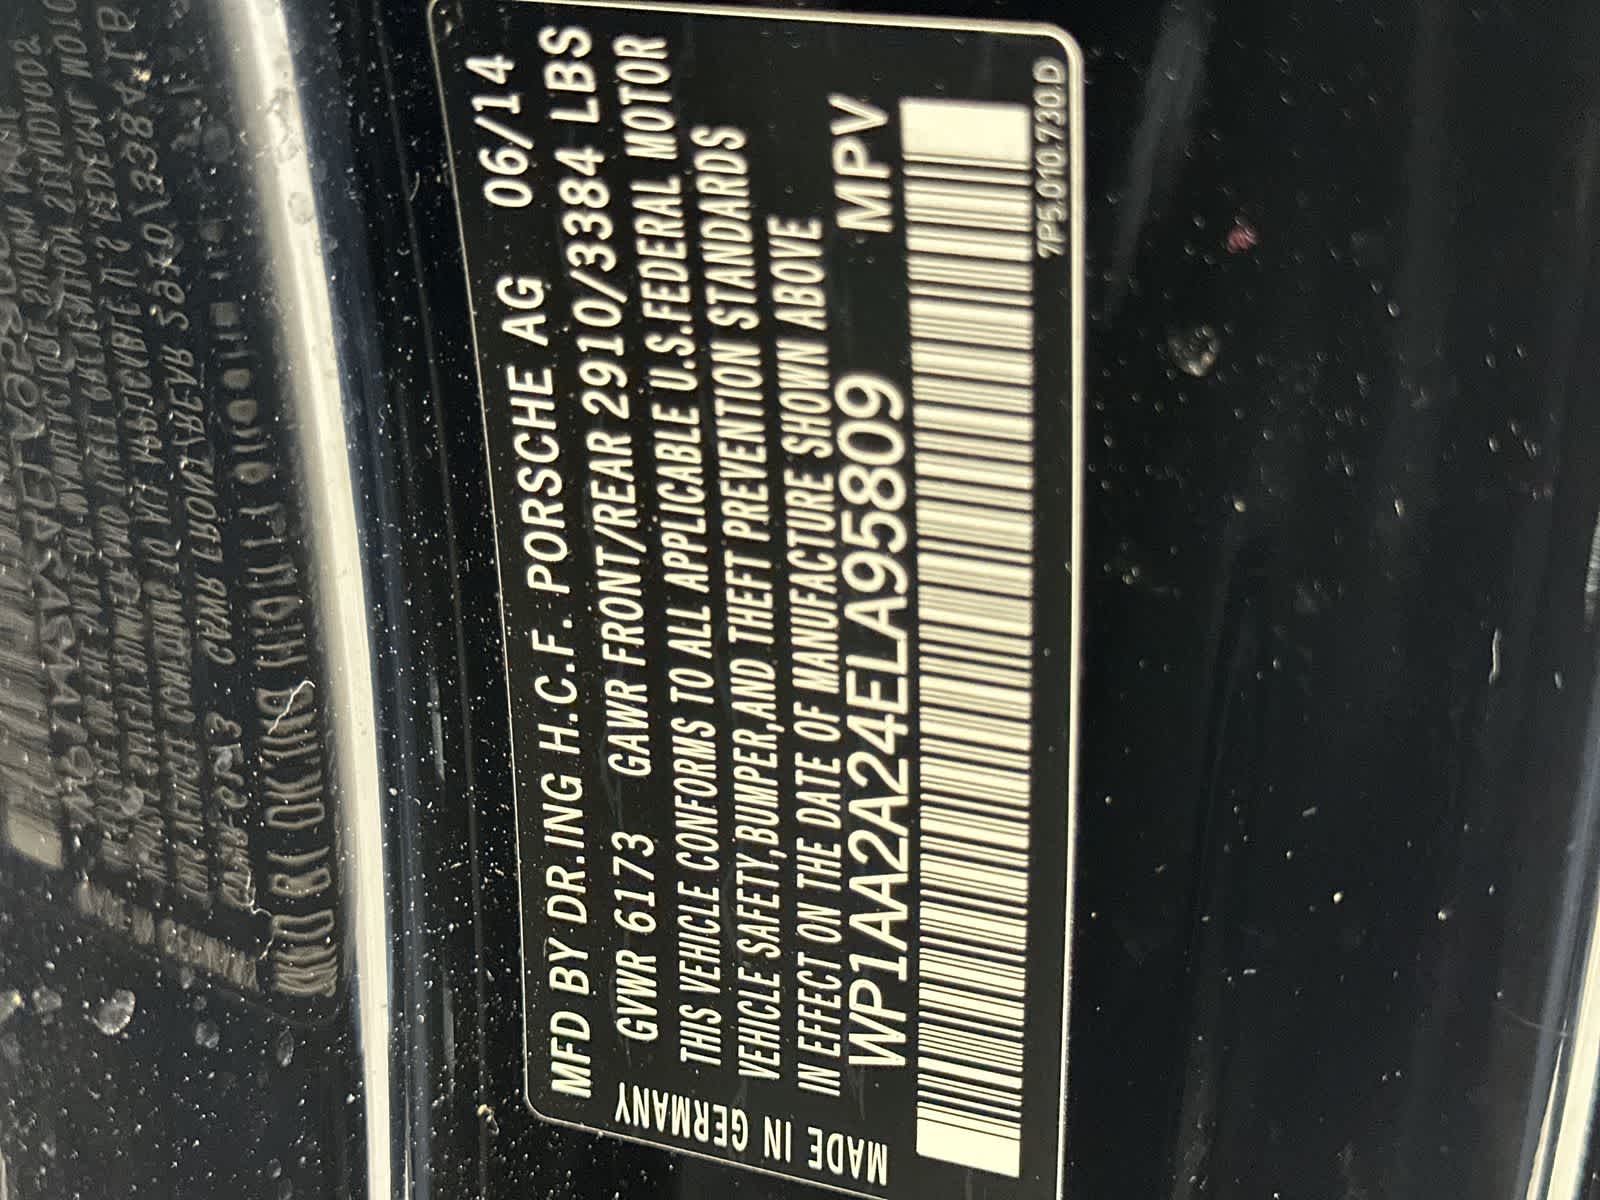 MFD BY DR.ING H.C.F. PORSCHE AG 06/14
GVWR 6173 GAWR FRONT/REAR 2910/3384 LBS
THIS VEHICLE CONFORMS TO ALL APPLICABLE U.S.FEDERAL MOTOR
VEHICLE SAFETY,BUMPER,AND THEFT PREVENTION STANDARDS
IN EFFECT ON THE DATE OF MANUFACTURE SHOWN ABOVE
WP1AA2A24ELA95809 MPV
MADE IN GERMANY
7P5.010.730.D